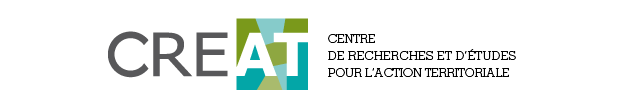 CREAT
CENTRE
DE RECHERCHES ET D'ÉTUDES
POUR L'ACTION TERRITORIALE